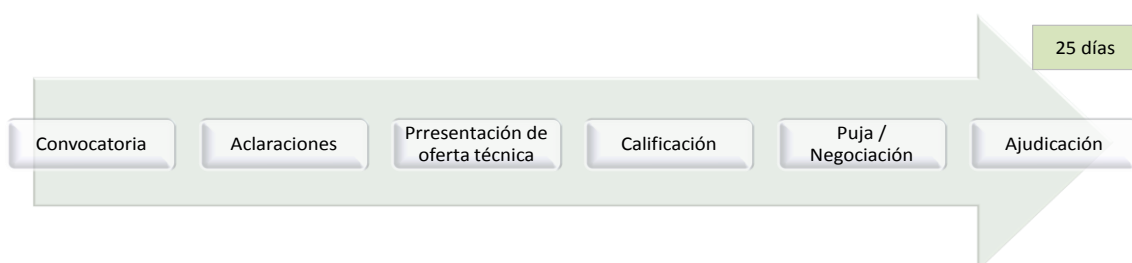 25 días
Convocatoria
Aclaraciones
Prresentación de
oferta técnica
Calificación
Puja /
Negociación
Ajudicación